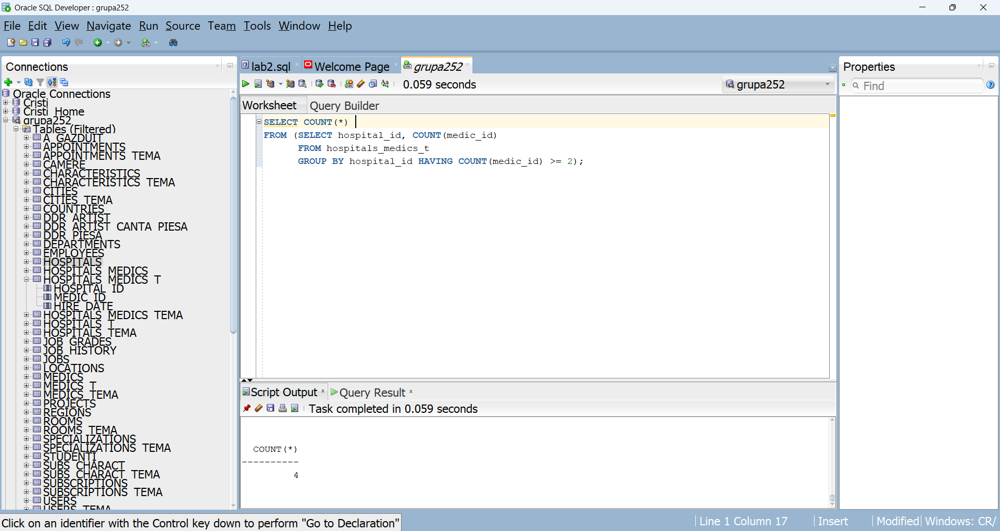 Oracle SQL Developer : grupa252
File Edit View Navigate Run Source Team Tools Window Help
Connections
Oracle Connections
Cristi
Cristi_Home
grupa252
Tables (Filtered)
A_GAZDUIT
APPOINTMENTS
APPOINTMENTS_TEMA
CAMERE
CHARACTERISTICS
CHARACTERISTICS_TEMA
CITIES
CITIES_TEMA
COUNTRIES
DDR_ARTIST
DDR_ARTIST_CANTA_PIESA
DDR_PIESA
DEPARTMENTS
EMPLOYEES
HOSPITALS
HOSPITALS_MEDICS
HOSPITALS_MEDICS_T
HOSPITAL_ID
MEDIC_ID
HIRE_DATE
HOSPITALS_MEDICS_TEMA
HOSPITALS_T
HOSPITALS_TEMA
JOB_GRADES
JOB_HISTORY
JOBS
LOCATIONS
MEDICS
MEDICS_T
MEDICS_TEMA
PROJECTS
REGIONS
ROOMS
ROOMS_TEMA
SPECIALIZATIONS
SPECIALIZATIONS_TEMA
STUDENTI
SUBS_CHARACT
SUBS_CHARACT_TEMA
SUBSCRIPTIONS
SUBSCRIPTIONS_TEMA
USERS
USERS_TEMA
lab2.sql Welcome Page grupa252
0.059 seconds
grupa252
Worksheet Query Builder
SELECT COUNT(*)
FROM (SELECT hospital_id, COUNT(medic_id)
FROM hospitals_medics_t
GROUP BY hospital_id HAVING COUNT(medic_id) >= 2);
Script Output Query Result
Task completed in 0.059 seconds
COUNT(*)
----------
4
Properties
Find
Click on an identifier with the Control key down to perform "Go to Declaration"
Line 1 Column 17 Insert Modified Windows: CR/